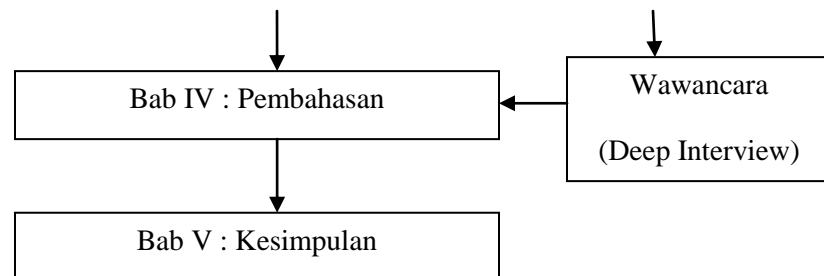 Bab IV : Pembahasan
Wawancara
(Deep Interview)
Bab V : Kesimpulan